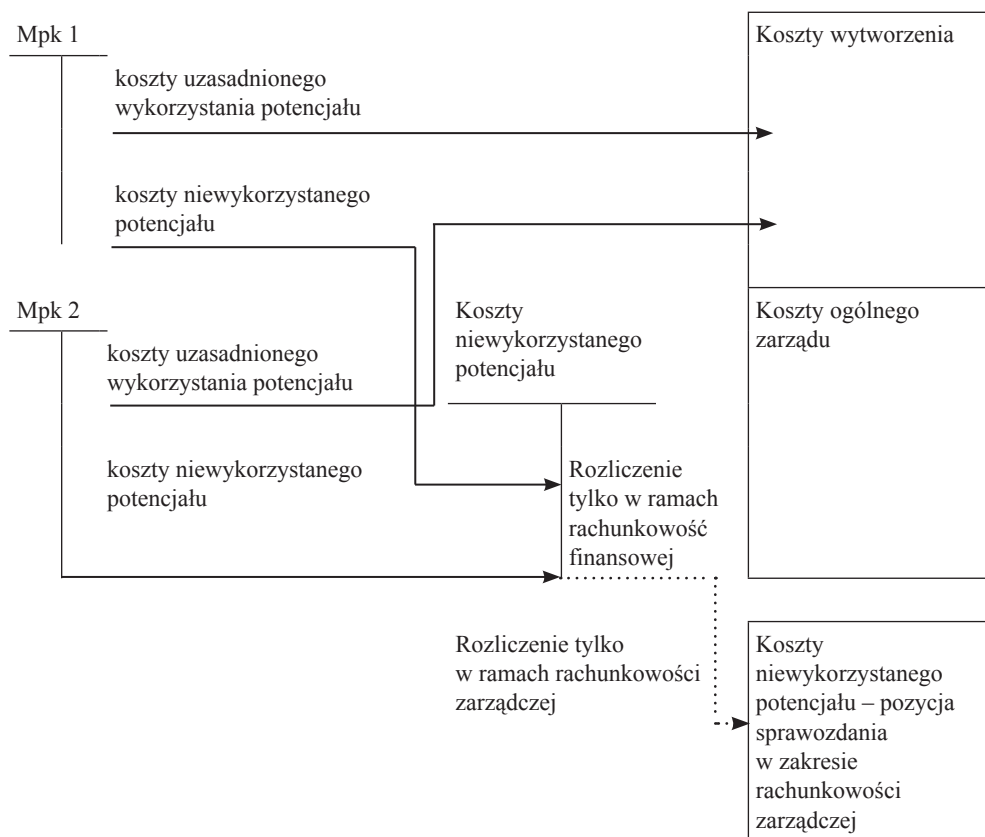 Mpk 1
koszty uzasadnionego
wykorzystania potencjału
koszty niewykorzystanego
potencjału
Koszty wytworzenia
Mpk 2
koszty uzasadnionego
wykorzystania potencjału
koszty niewykorzystanego
potencjału
Koszty
niewykorzystanego
potencjału
Koszty ogólnego
zarządu
Rozliczenie
tylko w ramach
rachunkowość
finansowej
Rozliczenie tylko
w ramach rachunkowości
zarządczej
Koszty
niewykorzystanego
potencjału – pozycja
sprawozdania
w zakresie
rachunkowości
zarządczej